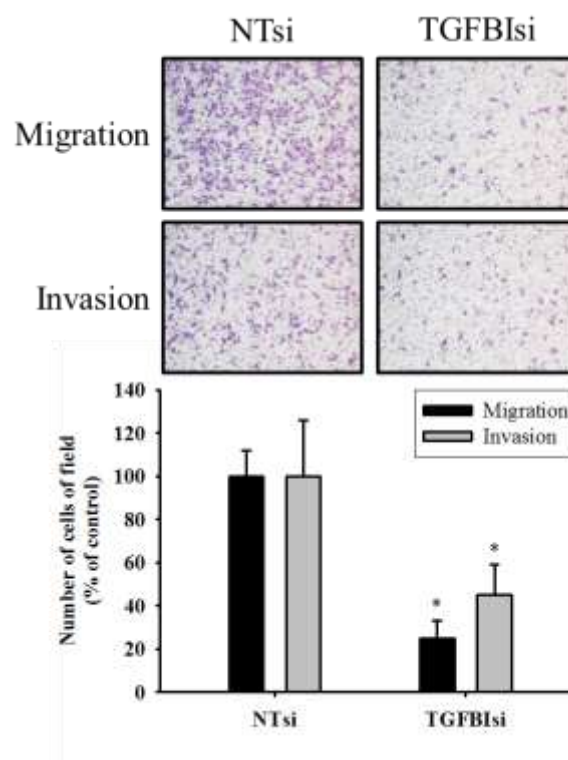 NTsi TGFBIsi
Migration
Invasion
140
120
100
80
60
40
20
0
Number of cells of field
(% of control)
Migration
Invasion
*
*
NTsi TGFBIsi